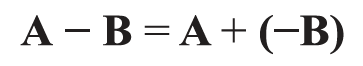 A − B = A + (−B)